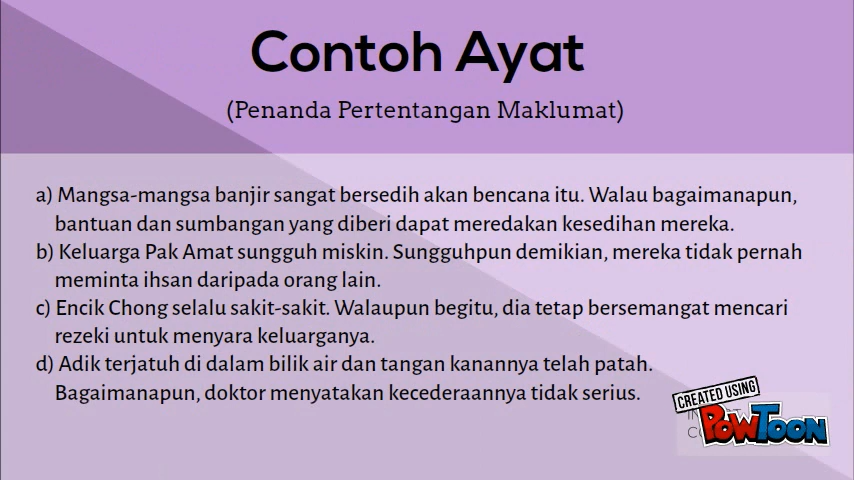 Contoh Ayat
(Penanda Pertentangan Maklumat)
a) Mangsa-mangsa banjir sangat bersedih akan bencana itu. Walau bagaimanapun,
bantuan dan sumbangan yang diberi dapat meredakan kesedihan mereka.
b) Keluarga Pak Amat sungguh miskin. Sungguhpun demikian, mereka tidak pernah
meminta ihsan daripada orang lain.
c) Encik Chong selalu sakit-sakit. Walaupun begitu, dia tetap bersemangat mencari
rezeki untuk menyara keluarganya.
d) Adik terjatuh di dalam bilik air dan tangan kanannya telah patah.
Bagaimanapun, doktor menyatakan kecederaannya tidak serius.
CREATED USING
POWTOON